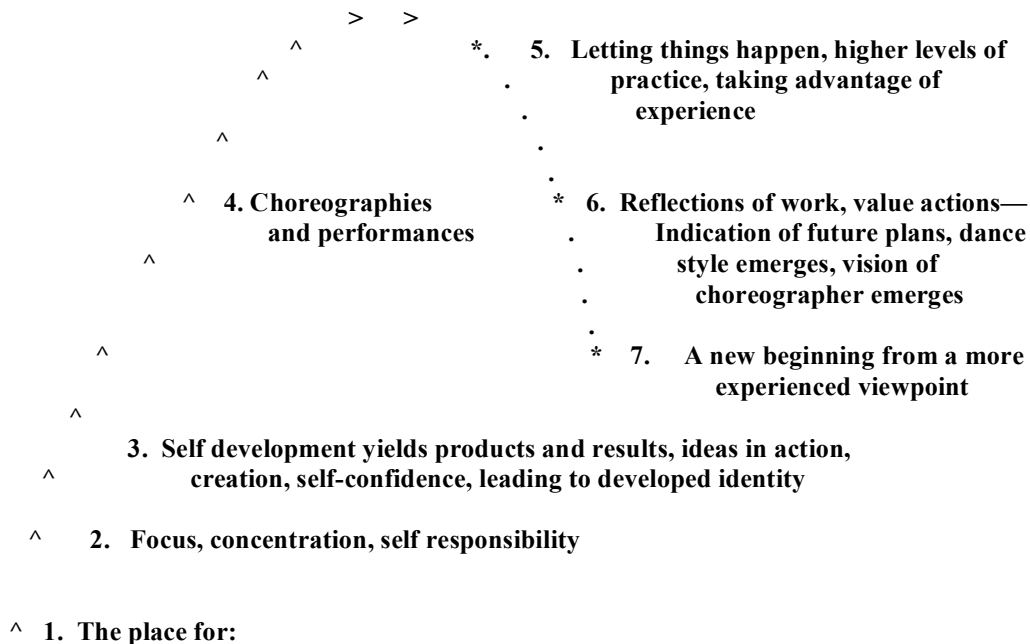 > >
^ *. 5. Letting things happen, higher levels of
^ . practice, taking advantage of
. experience
^ .
.
^ 4. Choreographies * 6. Reflections of work, value actions—
and performances . Indication of future plans, dance
^ . style emerges, vision of
. choreographer emerges
.
^ * 7. A new beginning from a more
experienced viewpoint
^
3. Self development yields products and results, ideas in action,
^ creation, self-confidence, leading to developed identity
^ 2. Focus, concentration, self responsibility
^ 1. The place for: